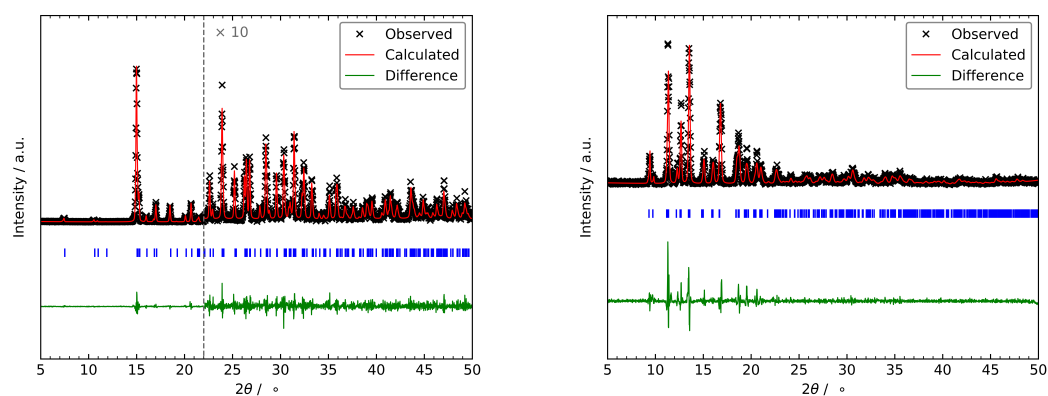 × 10
Observed
Calculated
Difference
Intensity / a.u.
5 10 15 20 25 30 35 40 45 50
2θ / ∘
Observed
Calculated
Difference
Intensity / a.u.
5 10 15 20 25 30 35 40 45 50
2θ / ∘